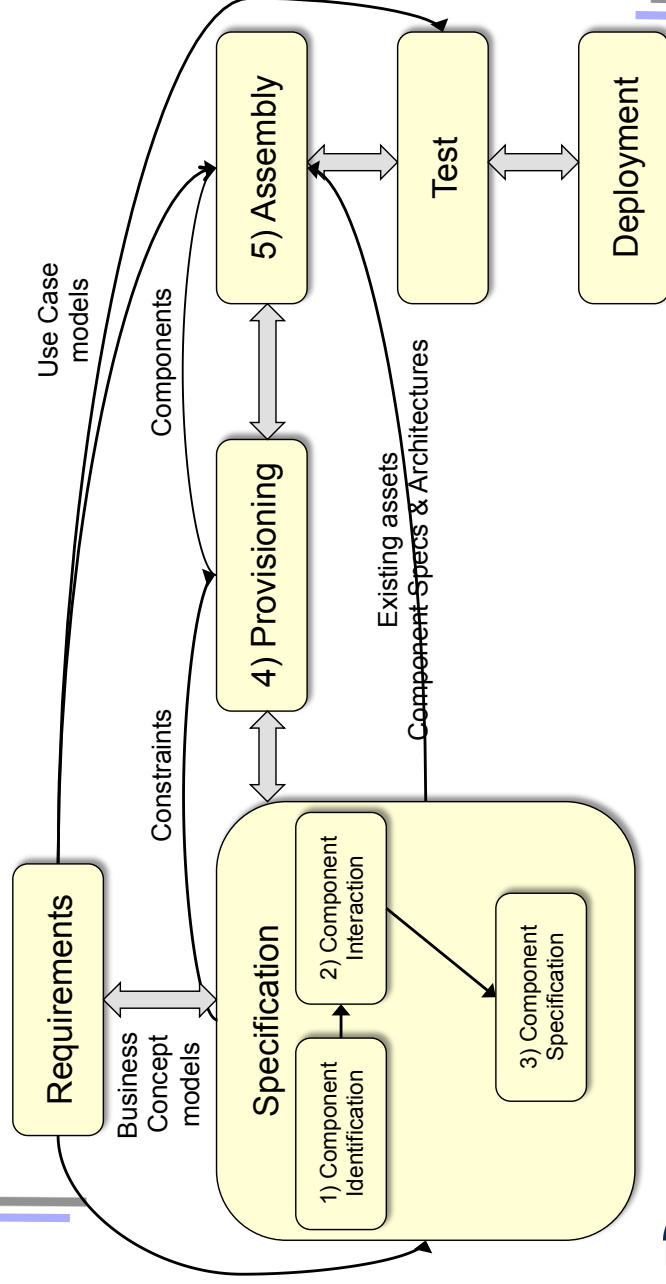 Requirements
Use Case
models
Business
Concept
models
Constraints
Components
Specification
1) Component
Identification
2) Component
Interaction
3) Component
Specification
4) Provisioning
5) Assembly
Existing assets
Component Specs & Architectures
Test
Deployment